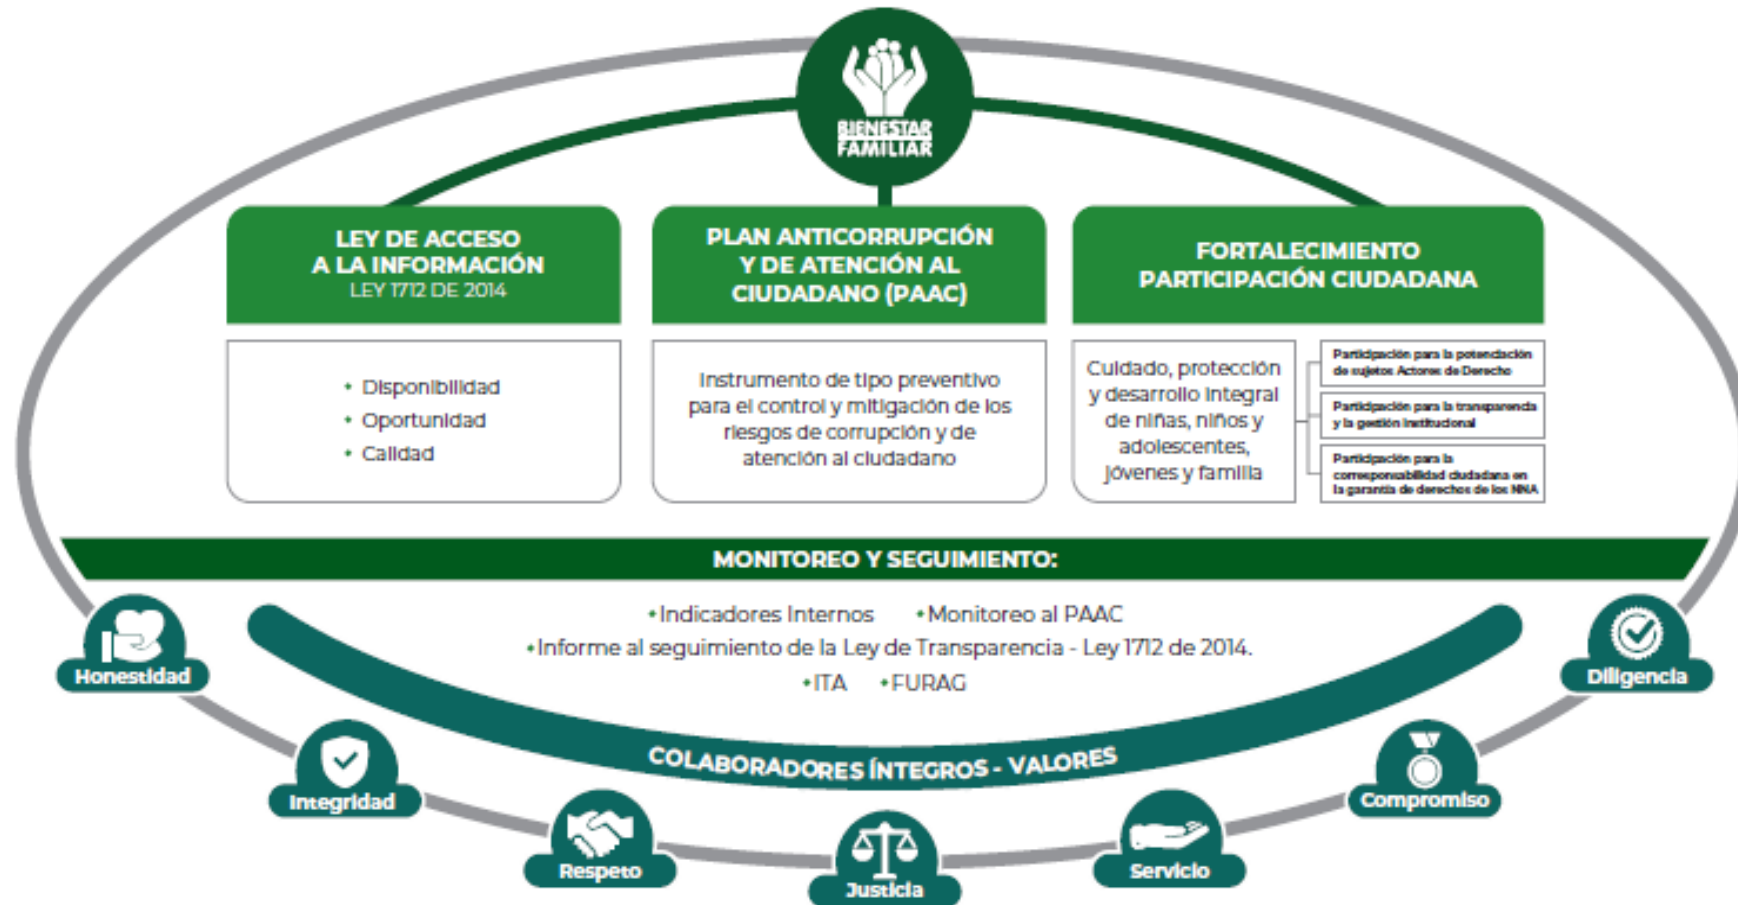 BIENESTAR
FAMILIAR
LEY DE ACCESO
A LA INFORMACIÓN
LEY 1712 DE 2014
• Disponibilidad
• Oportunidad
• Calidad
PLAN ANTICORRUPCIÓN
Y DE ATENCIÓN AL
CIUDADANO (PAAC)
Instrumento de tipo preventivo
para el control y mitigación de los
riesgos de corrupción y de
atención al ciudadano
FORTALECIMIENTO
PARTICIPACIÓN CIUDADANA
Cuidado, protección
y desarrollo integral
de niñas, niños y
adolescentes,
jóvenes y familia
Participación para la potenciación
de sujetos Actores de Derecho
Participación para la transparencia
y la gestión institucional
Participación para la
corresponsabilidad ciudadana en
la garantía de derechos de los NNA
MONITOREO Y SEGUIMIENTO:
• Indicadores Internos • Monitoreo al PAAC
• Informe al seguimiento de la Ley de Transparencia - Ley 1712 de 2014.
• ITA • FURAG
COLABORADORES ÍNTEGROS - VALORES
Honestidad
Integridad
Respeto
Justicia
Servicio
Compromiso
Diligencia